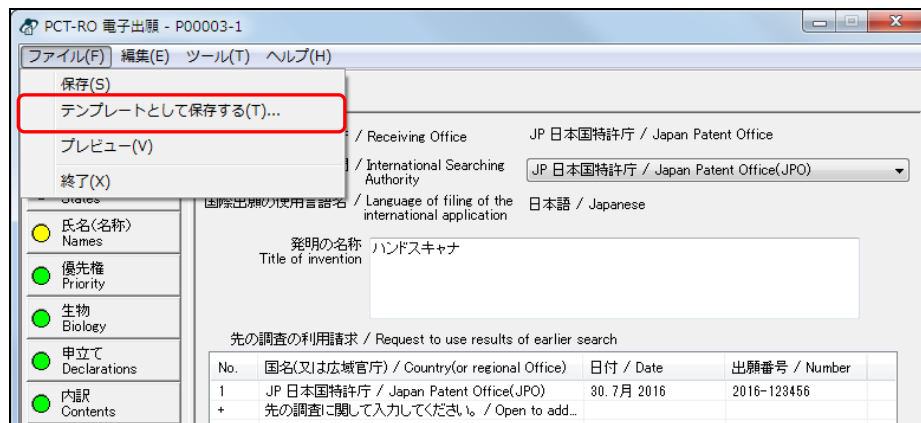 PCT-RO 電子出願 - P00003-1
ファイル(F) 編集(E) ツール(T) ヘルプ(H)
保存(S)
テンプレートとして保存する(T)...
プレビュー(V)
終了(X)
/ Receiving Office JP 日本国特許庁 / Japan Patent Office
/ International Searching Authority JP 日本国特許庁 / Japan Patent Office(JPO)
States
国際出願の使用言語名 / Language of filing of the international application 日本語 / Japanese
氏名(名称)
Names
優先権
Priority
生物
Biology
申立て
Declarations
内訳
Contents
発明の名称
Title of invention
ハンドスキャナ
先の調査の利用請求 / Request to use results of earlier search
No. 国名(又は広域官庁) / Country(or regional Office) 日付 / Date 出願番号 / Number
1 JP 日本国特許庁 / Japan Patent Office(JPO) 30. 7月 2016 2016-123456
+ 先の調査に関して入力してください。 / Open to add...